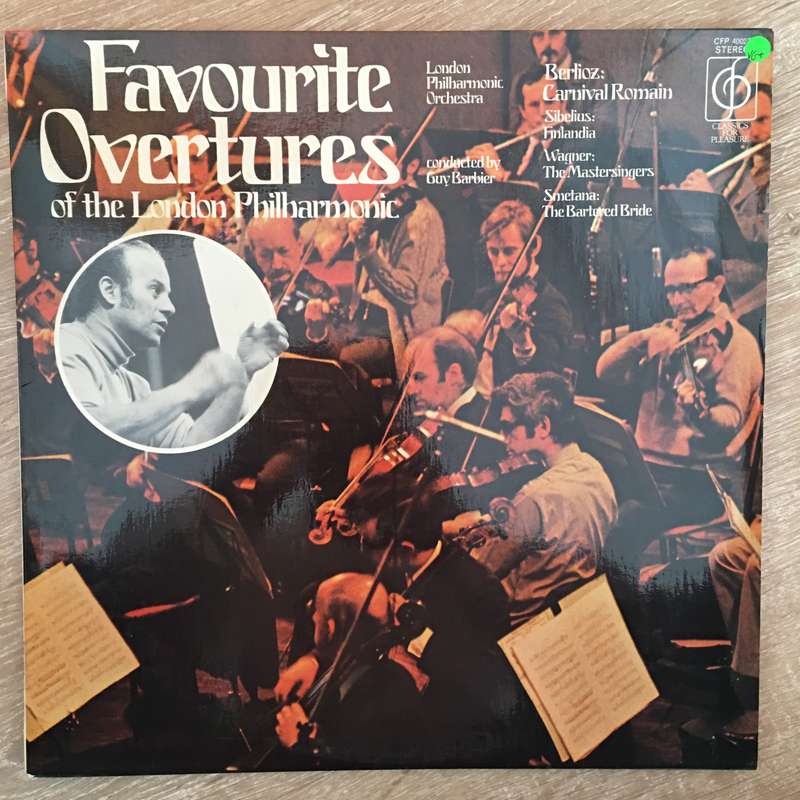 Favourite
Overtures
of the London Philharmonic
London
Philharmonic
Orchestra
conducted by
Guy Barbier
Berlioz:
Carnival Romain
Sibelius:
Finlandia
Wagner:
The Mastersingers
Smetana:
The Bartered Bride
CFP
STEREO
CLASSICS
FOR
PLEASURE